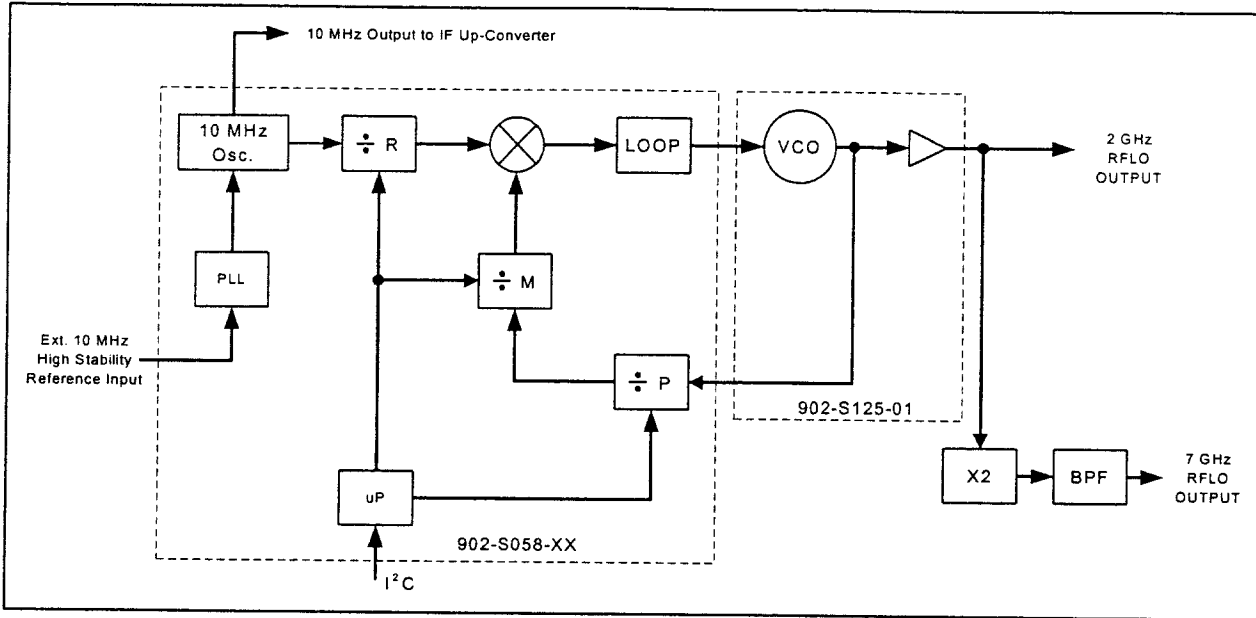 10 MHz Output to IF Up-Converter
10 MHz
Osc.
÷ R
LOOP
VCO
2 GHz
RFLO
OUTPUT
PLL
÷ M
Ext. 10 MHz
High Stability
Reference Input
÷ P
902-S125-01
X2
BPF
7 GHz
RFLO
OUTPUT
uP
902-S058-XX
I²C